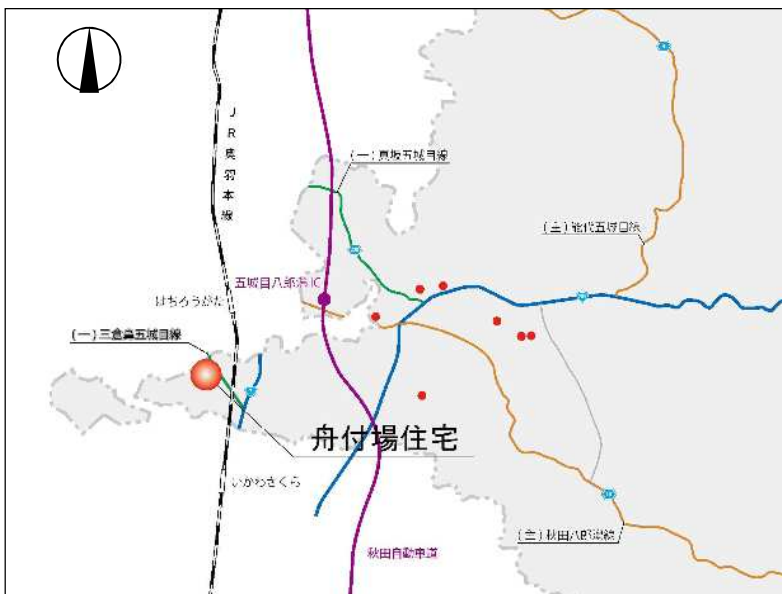 JR奥羽本線
(一)真坂五城目線
(主)能代五城目線
五城目八郎潟IC
はちろうがた
(一)三倉鼻五城目線
舟付場住宅
いかわさくら
(主)秋田八郎潟線
秋田自動車道